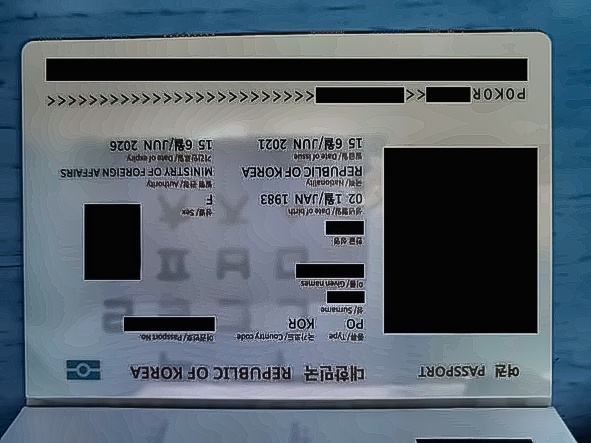 여권 PASSPORT 대한민국 REPUBLIC OF KOREA
종류/Type 국가코드/Country code 여권번호/Passport No.
PO KOR
성/Surname
이름/Given names
한글성명
생년월일/Date of birth 성별/Sex
02 1월/JAN 1983 F
국적/Nationality 발행관청/Authority
REPUBLIC OF KOREA MINISTRY OF FOREIGN AFFAIRS
발급일/Date of issue 기간만료일/Date of expiry
15 6월/JUN 2021 15 6월/JUN 2026
POKOR <<<<<<<<<<<<<<<<<<<<<<<<<<<<